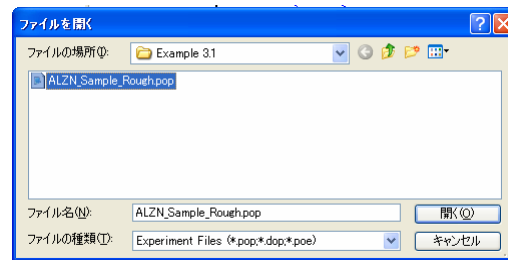 ファイルを開く
ファイルの場所(I):
Example 3.1
ALZN_Sample_Rough.pop
ファイル名(N):
ALZN_Sample_Rough.pop
開く(O)
ファイルの種類(T):
Experiment Files (*.pop;*.dop;*.poe)
キャンセル